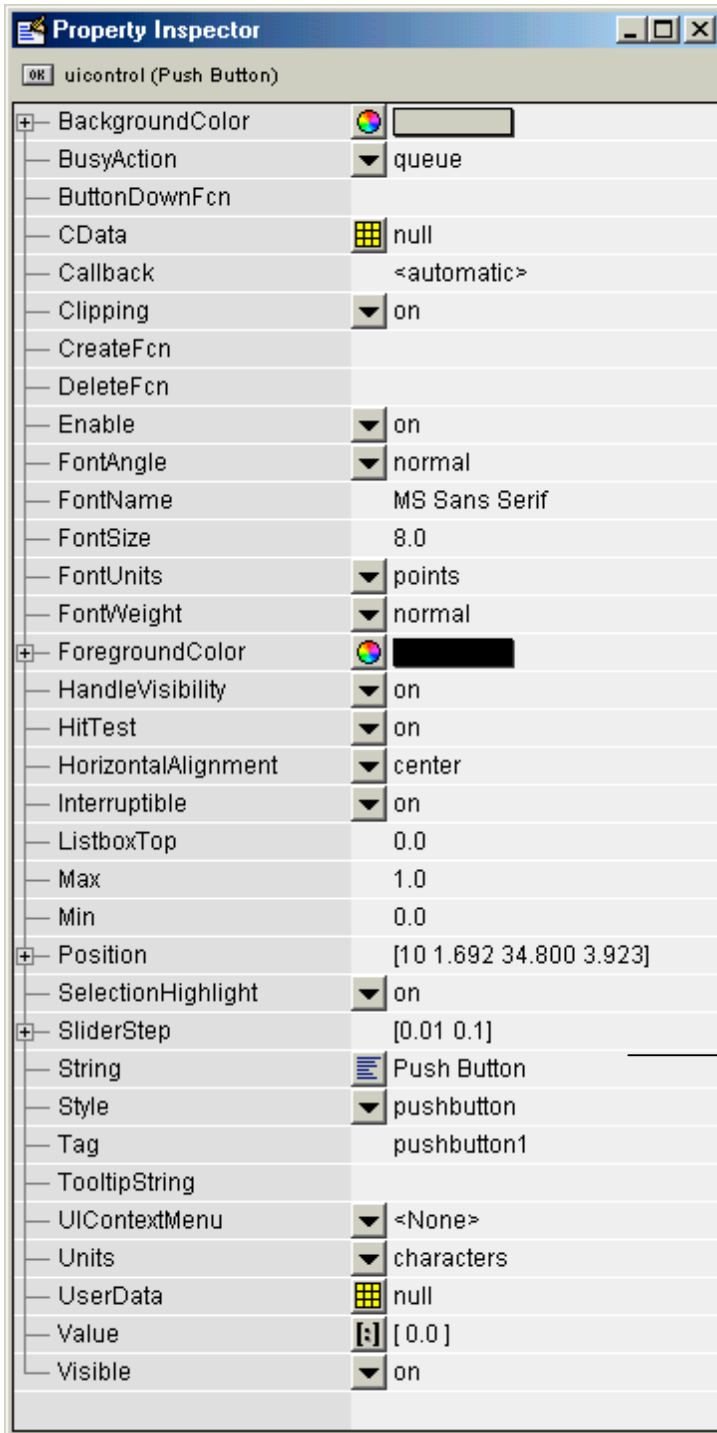 Property Inspector
OK uicontrol (Push Button)
BackgroundColor
BusyAction queue
ButtonDownFcn
CData null
Callback <automatic>
Clipping on
CreateFcn
DeleteFcn
Enable on
FontAngle normal
FontName MS Sans Serif
FontSize 8.0
FontUnits points
FontWeight normal
ForegroundColor
HandleVisibility on
HitTest on
HorizontalAlignment center
Interruptible on
ListboxTop 0.0
Max 1.0
Min 0.0
Position [10 1.692 34.800 3.923]
SelectionHighlight on
SliderStep [0.01 0.1]
String Push Button
Style pushbutton
Tag pushbutton1
TooltipString
UIContextMenu <None>
Units characters
UserData null
Value [:] [ 0.0 ]
Visible on